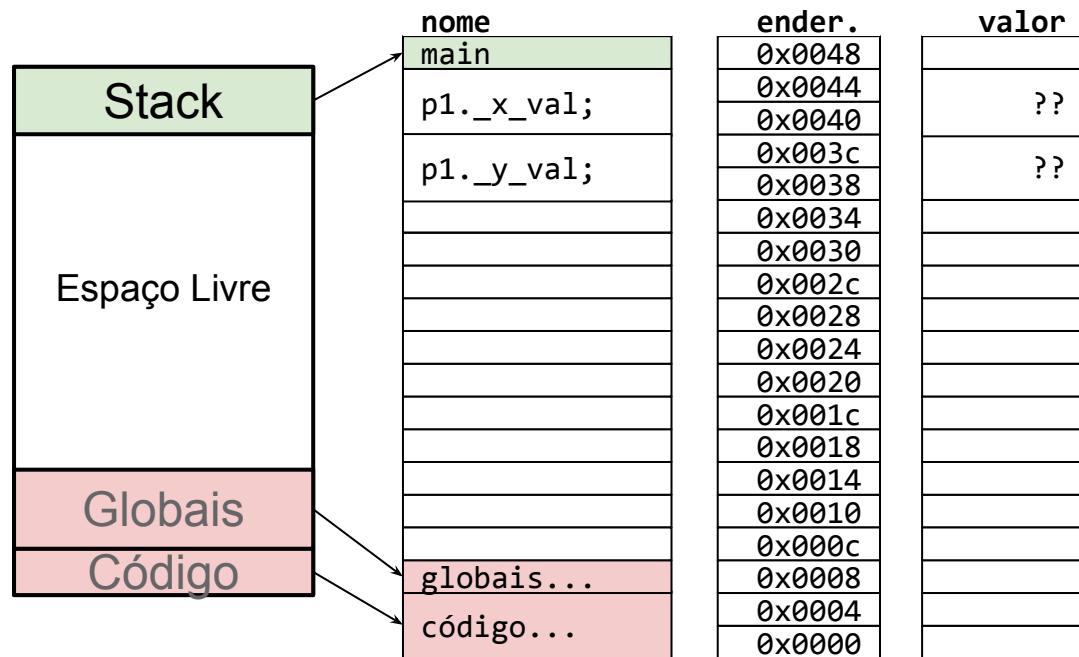 nome ender. valor
main 0x0048
Stack
p1._x_val; 0x0044 ??
0x0040
p1._y_val; 0x003c ??
0x0038
0x0034
0x0030
Espaço Livre 0x002c
0x0028
0x0024
0x0020
0x001c
0x0018
0x0014
Globais 0x0010
0x000c
Código globais... 0x0008
código... 0x0004
0x0000